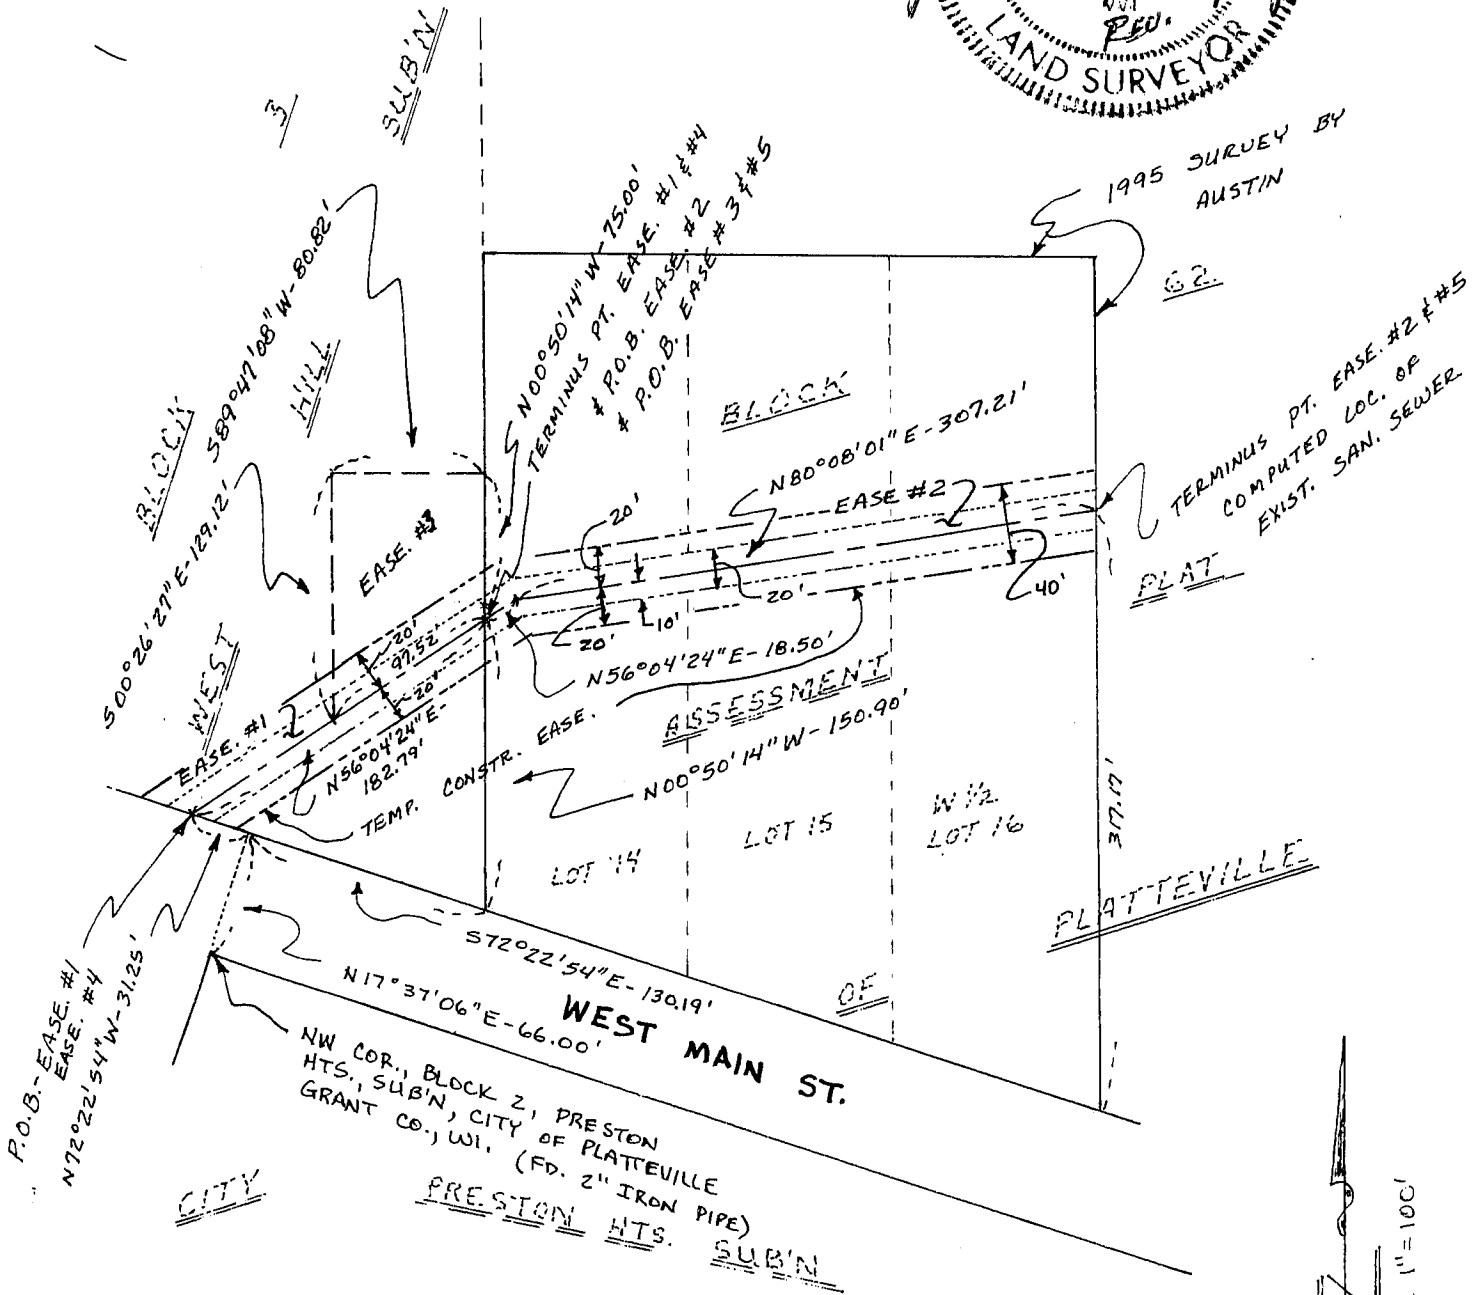 REV.
LAND SURVEYOR
3
SUB'N
1995 SURVEY BY
AUSTIN
62
S89°47'08"W-80.82'
HILL
BLOCK
S00°26'27"E-129.12'
WEST
EASE. #3
N00°50'14"W-75.00'
TERMINUS PT. EASE. #1 & #4
& P.O.B. EASE. #2
& P.O.B. EASE #3 & #5
BLOCK
N80°08'01"E-307.21'
EASE #2
TERMINUS PT. EASE. #2 & #5
COMPUTED LOC. OF
EXIST. SAN. SEWER
PLAT
20'
20'
10'
20'
40'
20'
97.52'
20'
EASE. #1
N56°04'24"E-
182.79'
TEMP. CONSTR. EASE.
N56°04'24"E-18.50'
ASSESSMENT
N00°50'14"W-150.90'
LOT 14
LOT 15
W 1/2
LOT 16
317.17'
PLATTEVILLE
OF
S72°22'54"E-130.19'
N17°37'06"E-66.00'
WEST MAIN ST.
P.O.B.-EASE. #1
EASE. #4
N72°22'54"W-31.25'
NW COR., BLOCK 2, PRESTON
HTS., SUB'N, CITY OF PLATTEVILLE
GRANT CO., WI. (FD. 2" IRON PIPE)
CITY
PRESTON HTS. SUB'N
1"=100'